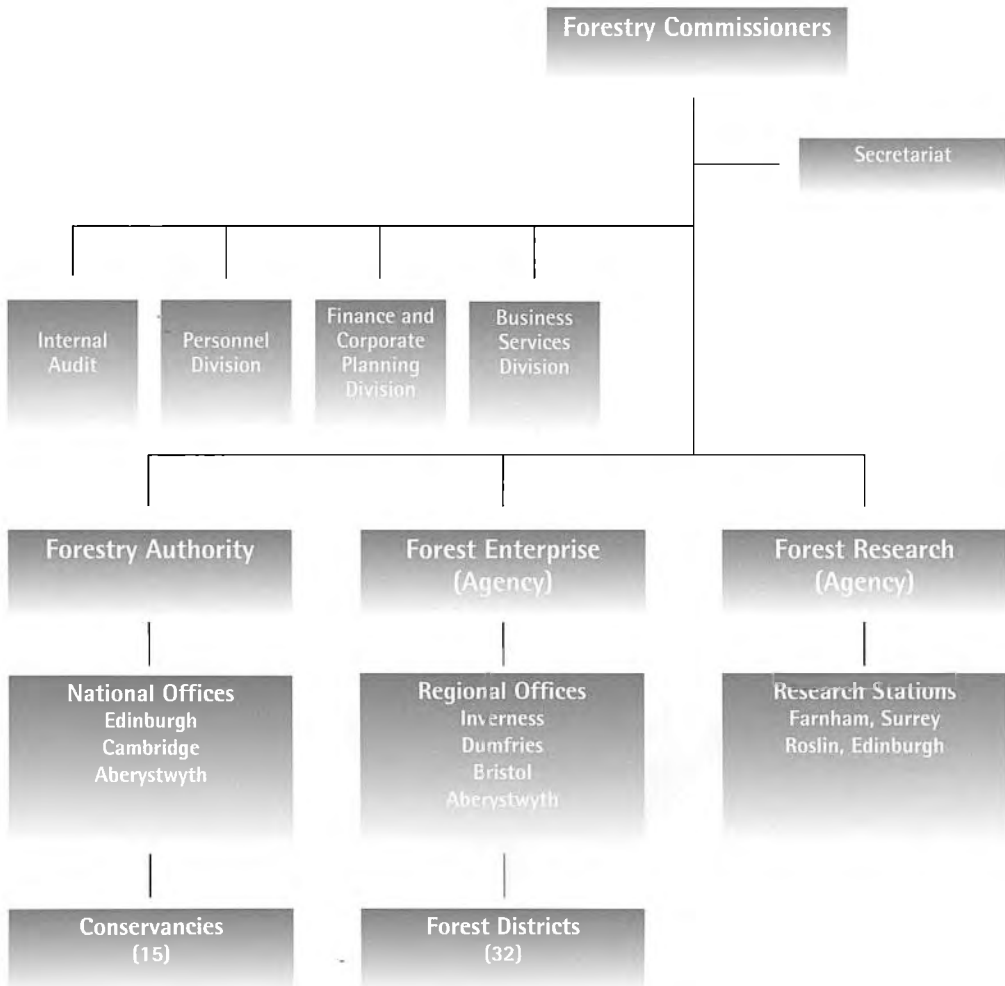 Forestry Commissioners
Secretariat
Internal
Audit
Personnel
Division
Finance and
Corporate
Planning
Division
Business
Services
Division
Forestry Authority
Forest Enterprise
(Agency)
Forest Research
(Agency)
National Offices
Edinburgh
Cambridge
Aberystwyth
Regional Offices
Inverness
Dumfries
Bristol
Aberystwyth
Research Stations
Farnham, Surrey
Roslin, Edinburgh
Conservancies
(15)
Forest Districts
(32)